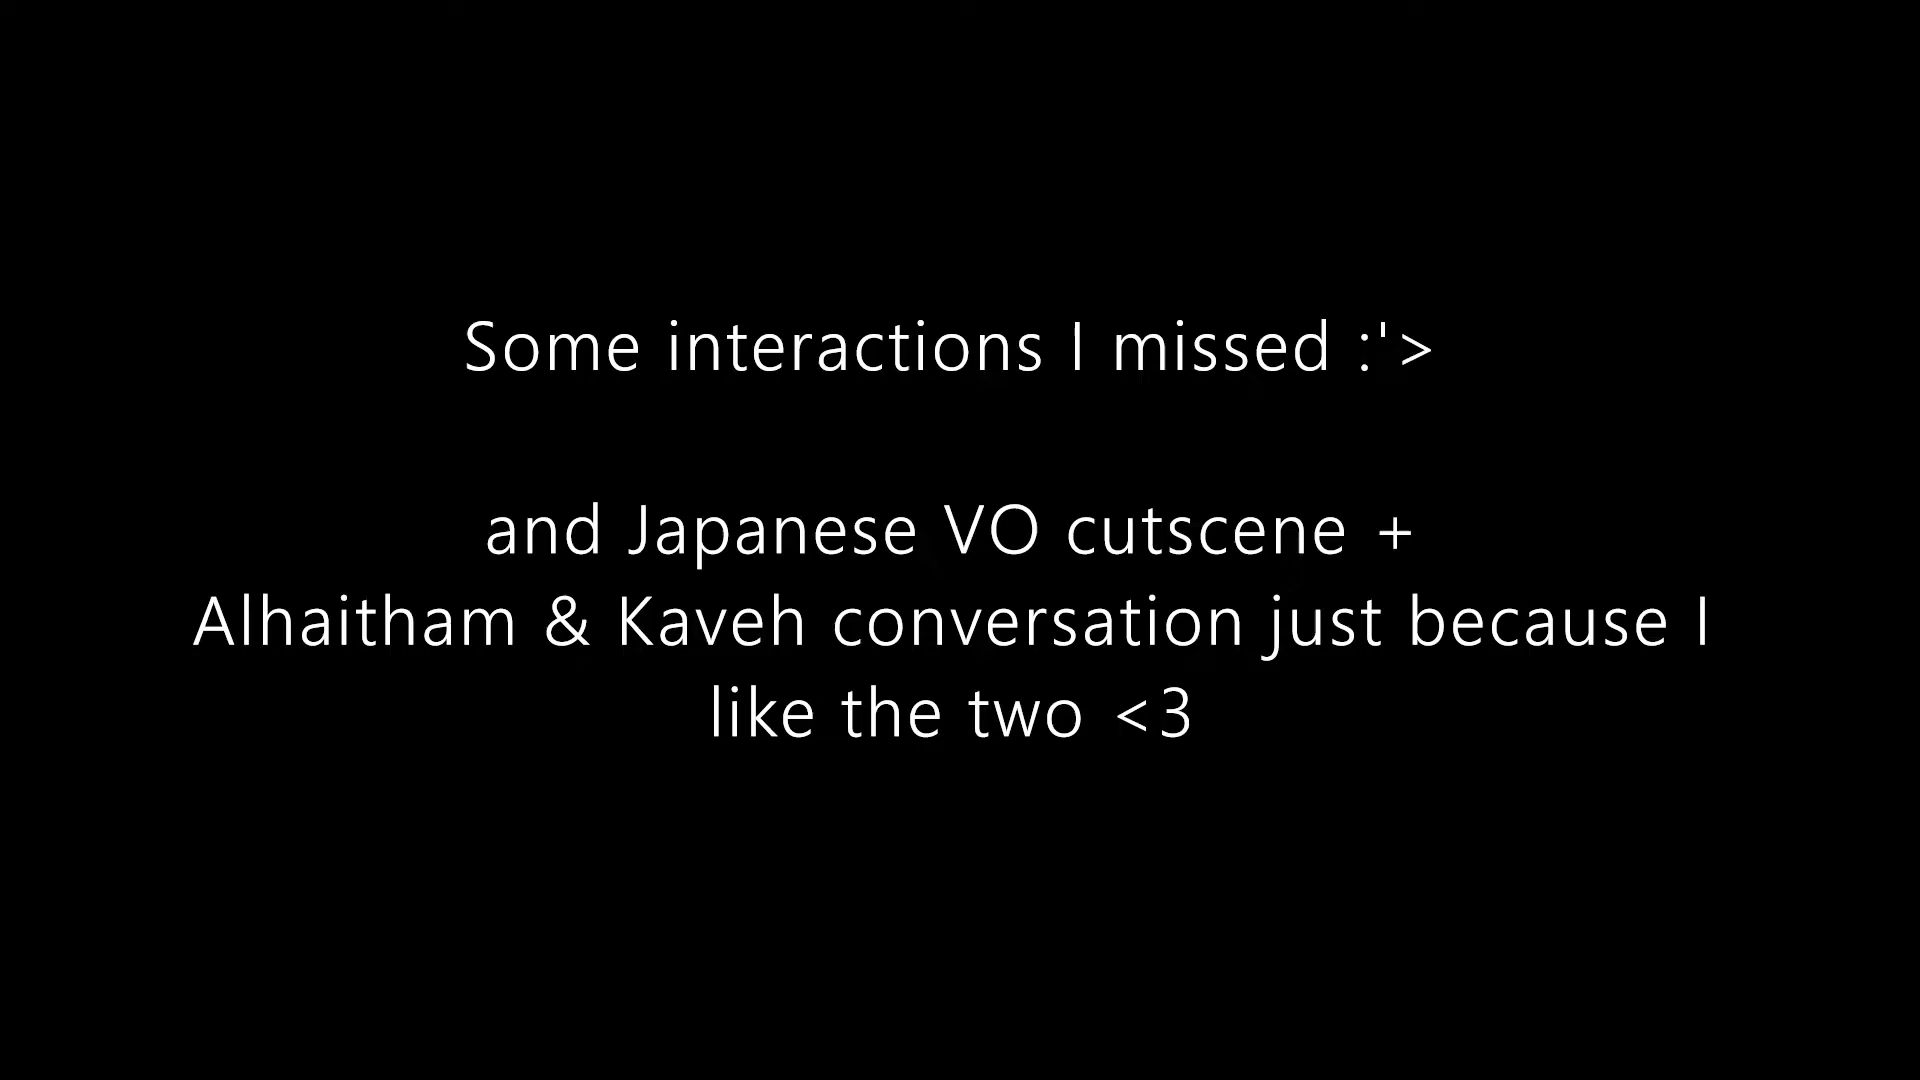 Some interactions I missed :'>
and Japanese VO cutscene +
Alhaitham & Kaveh conversation just because I
like the two <3